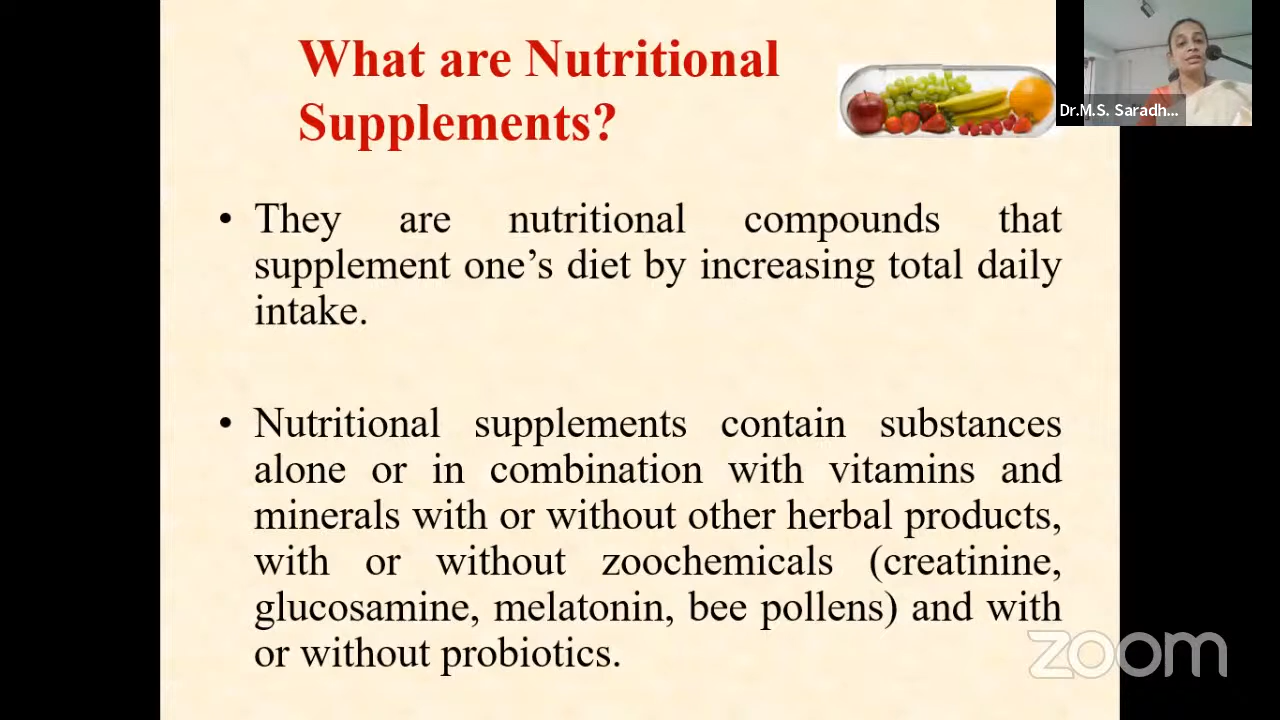 What are Nutritional
Supplements?
Dr.M.S. Saradh...
• They are nutritional compounds that
supplement one’s diet by increasing total daily
intake.
• Nutritional supplements contain substances
alone or in combination with vitamins and
minerals with or without other herbal products,
with or without zoochemicals (creatinine,
glucosamine, melatonin, bee pollens) and with
or without probiotics.
zoom